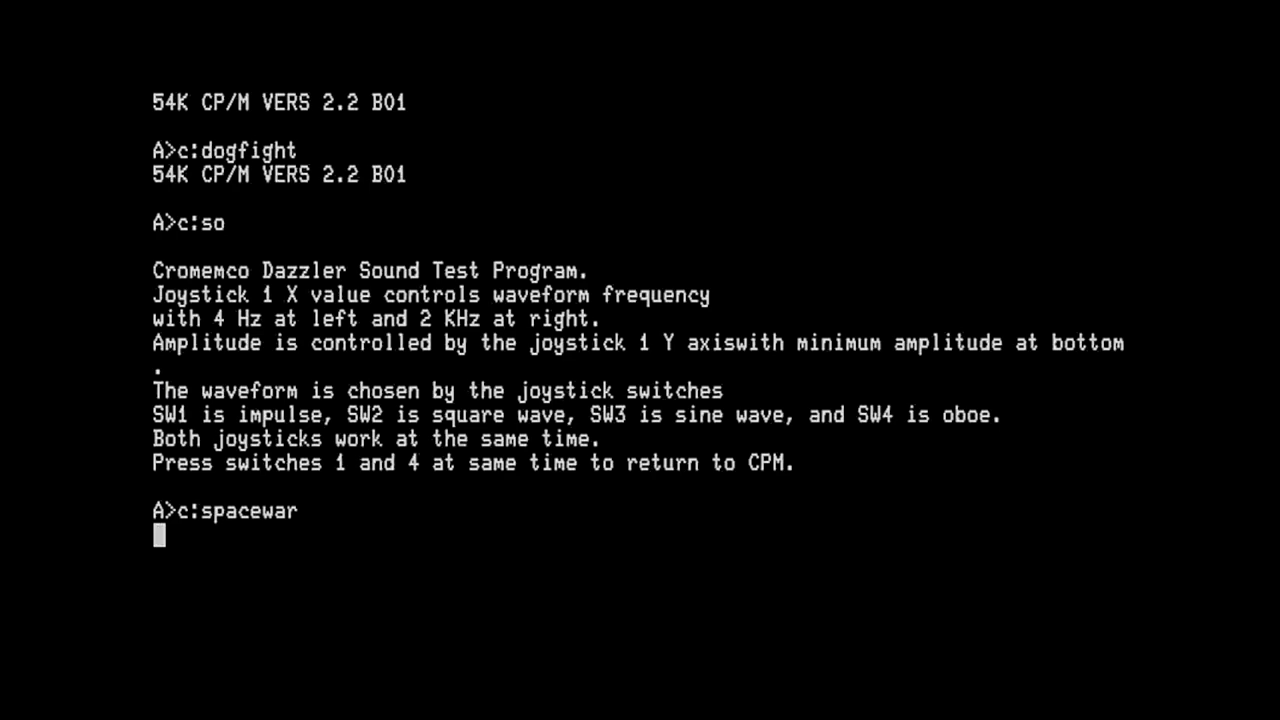 54K CP/M VERS 2.2 B01
A>c:dogfight
54K CP/M VERS 2.2 B01
A>c:so
Cromemco Dazzler Sound Test Program.
Joystick 1 X value controls waveform frequency
with 4 Hz at left and 2 KHz at right.
Amplitude is controlled by the joystick 1 Y axiswith minimum amplitude at bottom
.
The waveform is chosen by the joystick switches
SW1 is impulse, SW2 is square wave, SW3 is sine wave, and SW4 is oboe.
Both joysticks work at the same time.
Press switches 1 and 4 at same time to return to CPM.
A>c:spacewar